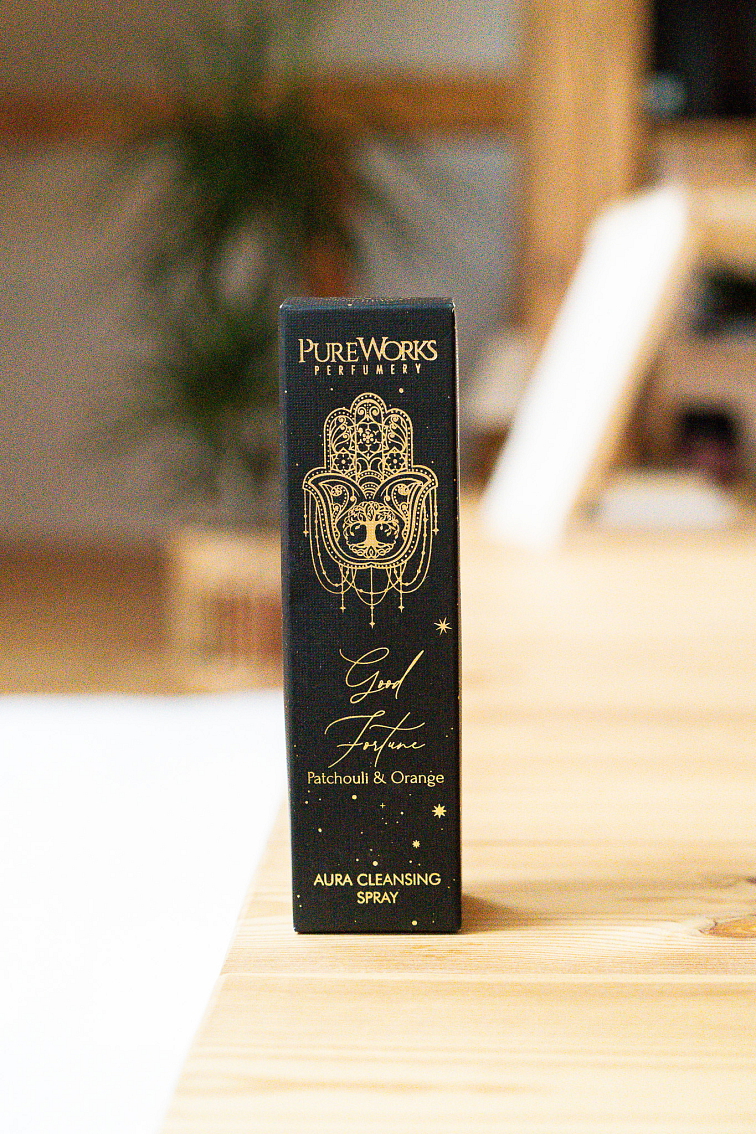 PUREWORKS
PERFUMERY
Good
Fortune
Patchouli & Orange
AURA CLEANSING
SPRAY